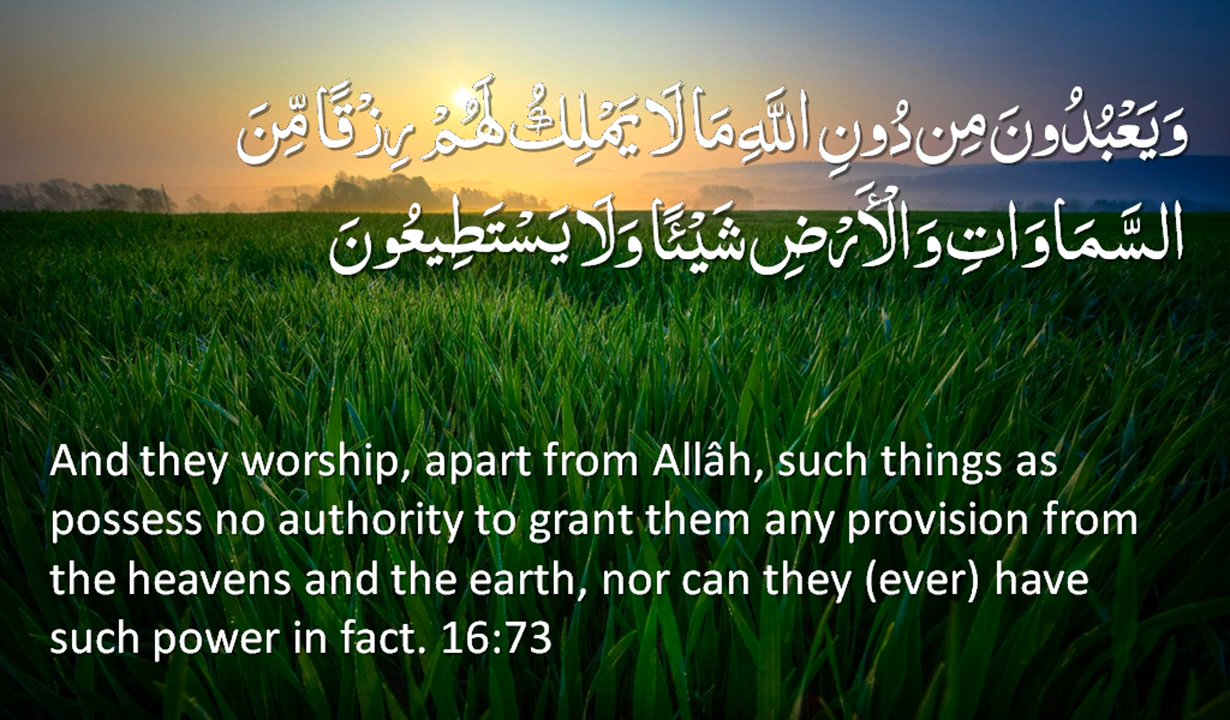 وَيَعْبُدُونَ مِن دُونِ اللَّهِ مَا لَا يَمْلِكُ لَهُمْ رِزْقًا مِّنَ
السَّمَاوَاتِ وَالْأَرْضِ شَيْئًا وَلَا يَسْتَطِيعُونَ
And they worship, apart from Allâh, such things as
possess no authority to grant them any provision from
the heavens and the earth, nor can they (ever) have
such power in fact. 16:73